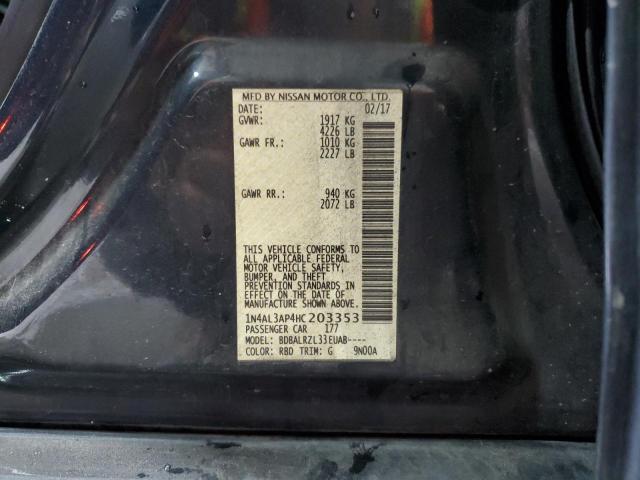 MFD BY NISSAN MOTOR CO., LTD.
DATE: 02/17
GVWR: 1917 KG
4226 LB
GAWR FR.: 1010 KG
2227 LB
GAWR RR.: 940 KG
2072 LB
THIS VEHICLE CONFORMS TO
ALL APPLICABLE FEDERAL
MOTOR VEHICLE SAFETY,
BUMPER, AND THEFT
PREVENTION STANDARDS IN
EFFECT ON THE DATE OF
MANUFACTURE SHOWN ABOVE.
1N4AL3AP4HC203353
PASSENGER CAR 177
MODEL: BDBALRZL33EUAB----
COLOR: RBD TRIM: G 9N00A